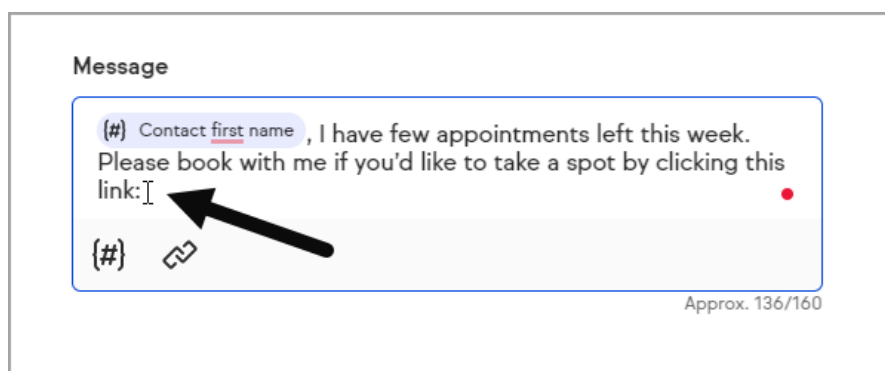 Message
{#} Contact first name , I have few appointments left this week.
Please book with me if you'd like to take a spot by clicking this
link:
{#}
Approx. 136/160